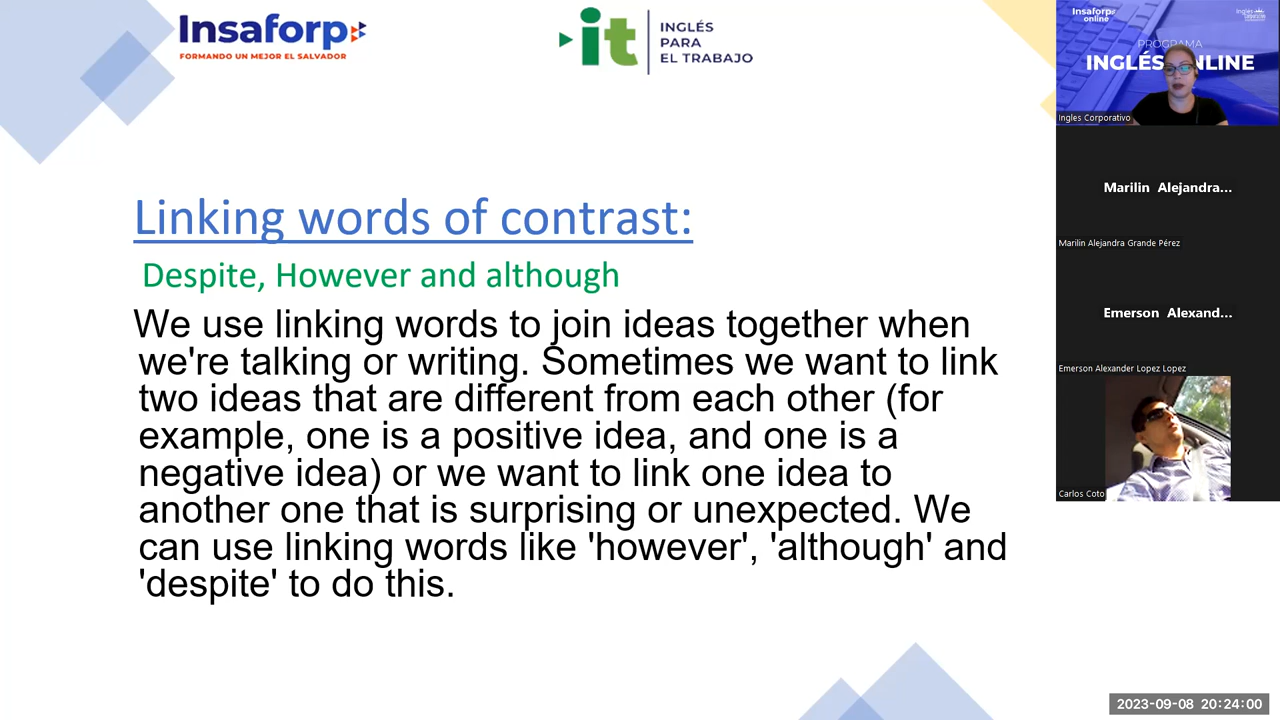 Insaforp
FORMANDO UN MEJOR EL SALVADOR
it
INGLÉS
PARA
EL TRABAJO
Linking words of contrast:
Despite, However and although
We use linking words to join ideas together when
we're talking or writing. Sometimes we want to link
two ideas that are different from each other (for
example, one is a positive idea, and one is a
negative idea) or we want to link one idea to
another one that is surprising or unexpected. We
can use linking words like 'however', 'although' and
'despite' to do this.
Insaforp
online
PROGRAMA
INGLÉS NLINE
Ingles Corporativo
Marilin Alejandra...
Marilin Alejandra Grande Pérez
Emerson Alexand...
Emerson Alexander Lopez Lopez
Carlos Coto
2023-09-08 20:24:00